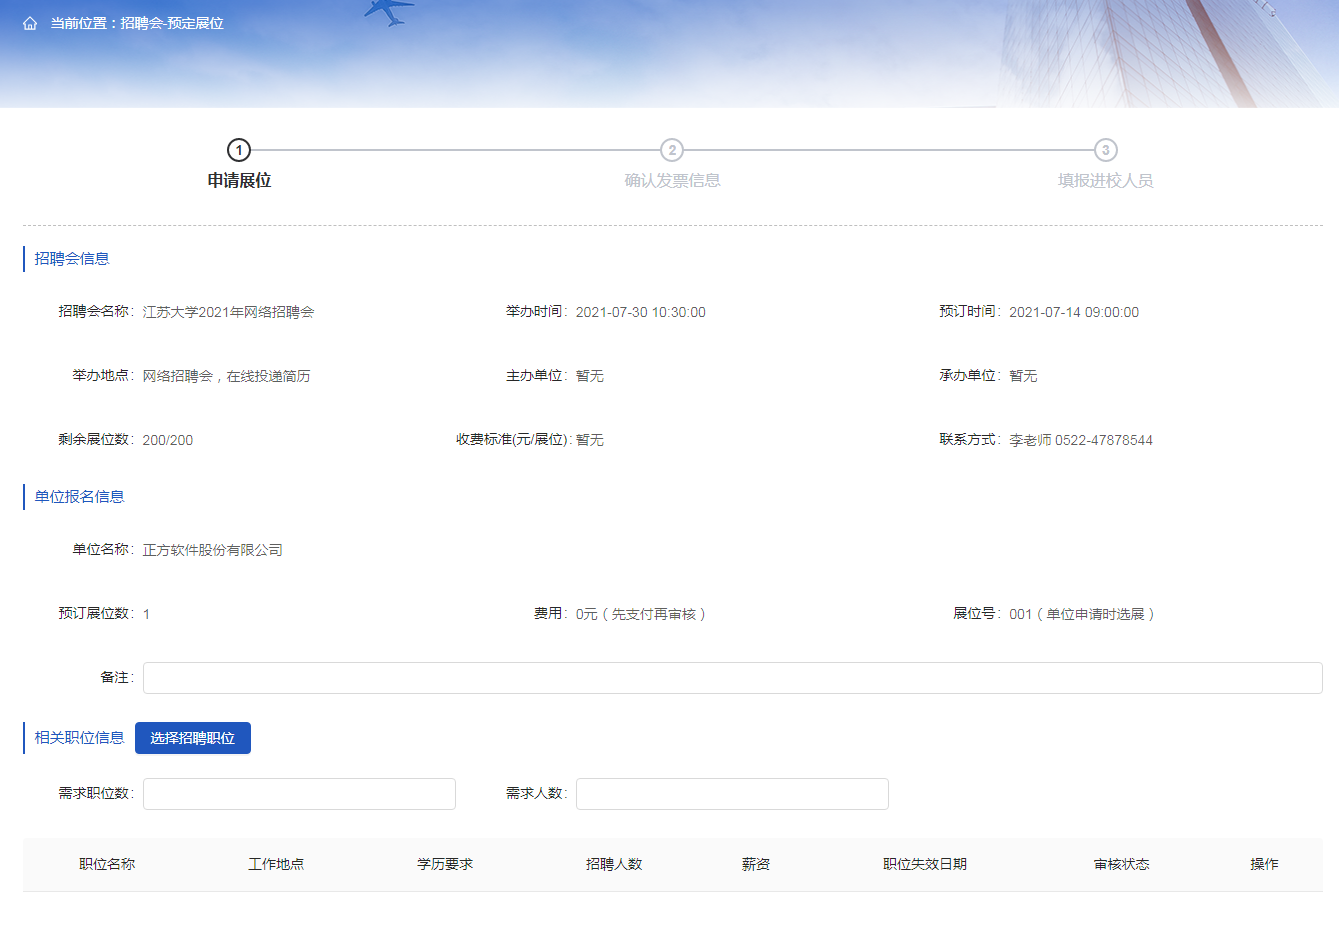 当前位置：招聘会-预定展位
1 2 3
申请展位 确认发票信息 填报进校人员
招聘会信息
招聘会名称: 江苏大学2021年网络招聘会 举办时间: 2021-07-30 10:30:00 预订时间: 2021-07-14 09:00:00
举办地点: 网络招聘会，在线投递简历 主办单位: 暂无 承办单位: 暂无
剩余展位数: 200/200 收费标准(元/展位): 暂无 联系方式: 李老师 0522-47878544
单位报名信息
单位名称: 正方软件股份有限公司
预订展位数: 1 费用: 0元（先支付再审核） 展位号: 001（单位申请时选展）
备注:
相关职位信息 选择招聘职位
需求职位数: 需求人数:
职位名称 工作地点 学历要求 招聘人数 薪资 职位失效日期 审核状态 操作